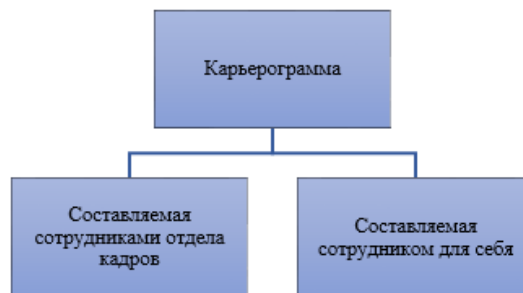 Карьерограмма
Составляемая
сотрудниками отдела
кадров
Составляемая
сотрудником для себя